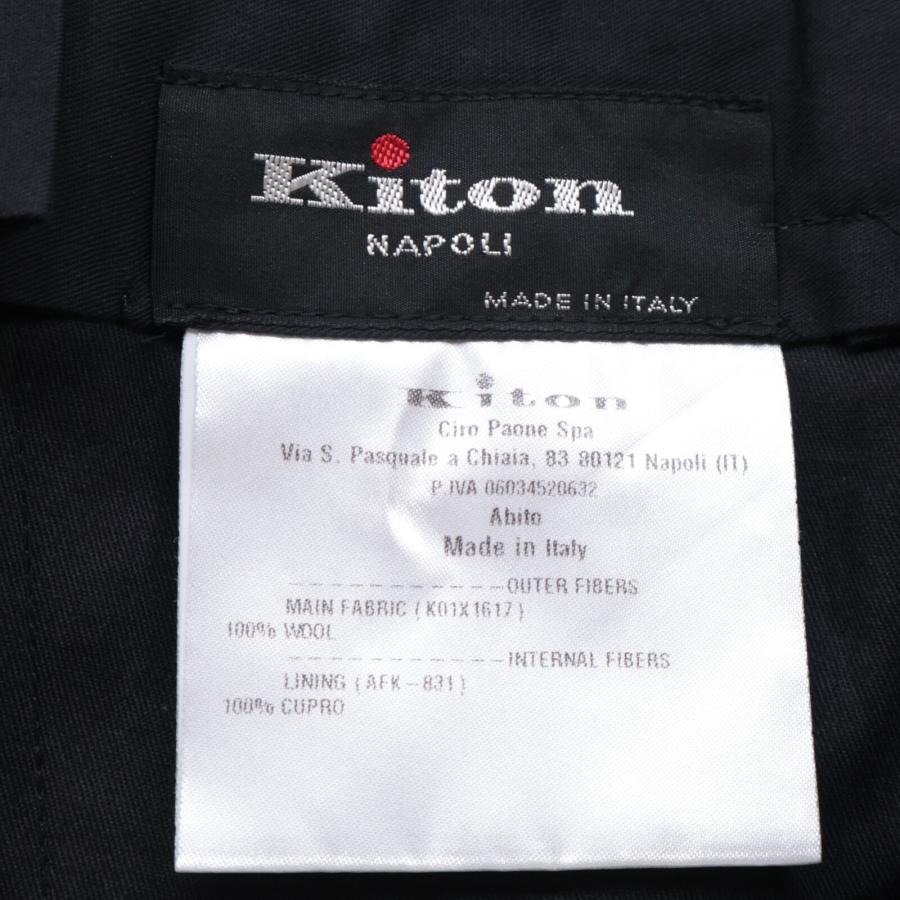 Kiton
NAPOLI
MADE IN ITALY
Kiton
Ciro Paone Spa
Via S. Pasquale a Chiaia, 83 80121 Napoli (IT)
P.IVA 06034520632
Abito
Made in Italy
-----------OUTER FIBERS
MAIN FABRIC (K01X1617)
100% WOOL
-----------INTERNAL FIBERS
LINING (AFK-831)
100% CUPRO